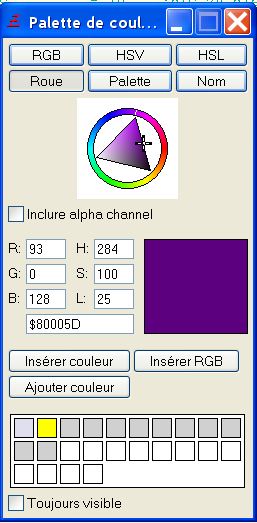 Palette de coul...
RGB HSV HSL
Roue Palette Nom
Inclure alpha channel
R: 93 H: 284
G: 0 S: 100
B: 128 L: 25
$80005D
Insérer couleur Insérer RGB
Ajouter couleur
Toujours visible